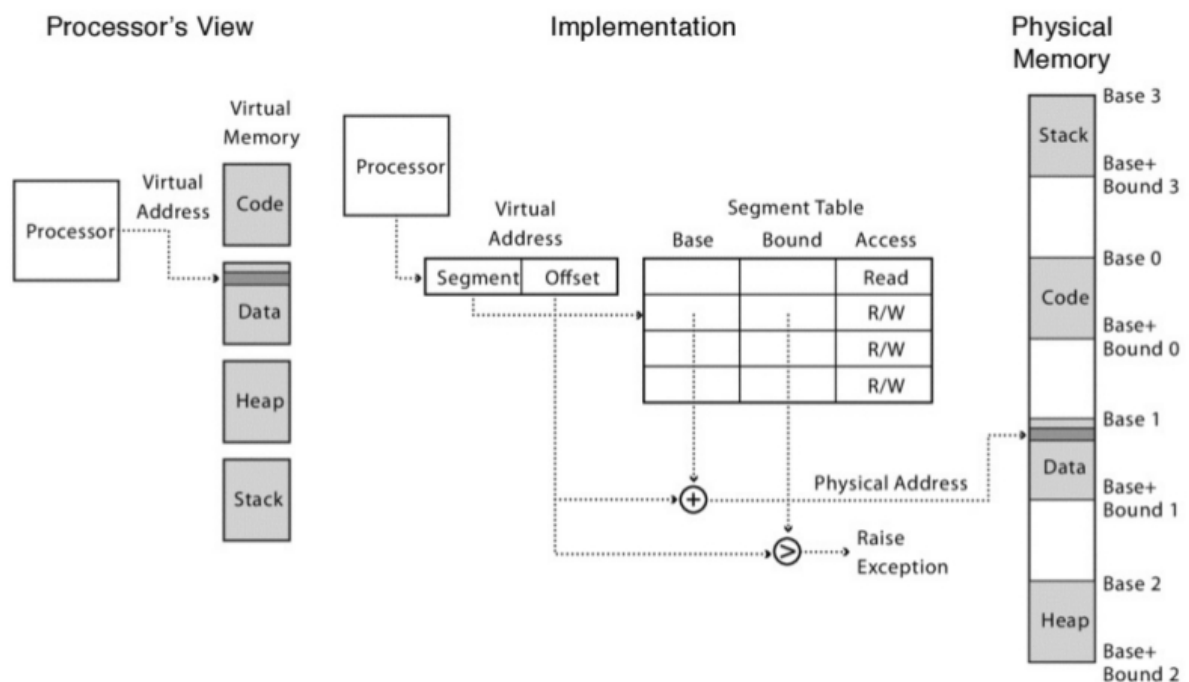 Processor's View
Implementation
Physical
Memory
Virtual
Memory
Processor
Virtual
Address
Code
Data
Heap
Stack
Processor
Virtual
Address
Segment Offset
Segment Table
Base Bound Access
Read
R/W
R/W
R/W
+
Physical Address
>
Raise
Exception
Base 3
Stack
Base+
Bound 3
Base 0
Code
Base+
Bound 0
Base 1
Data
Base+
Bound 1
Base 2
Heap
Base+
Bound 2